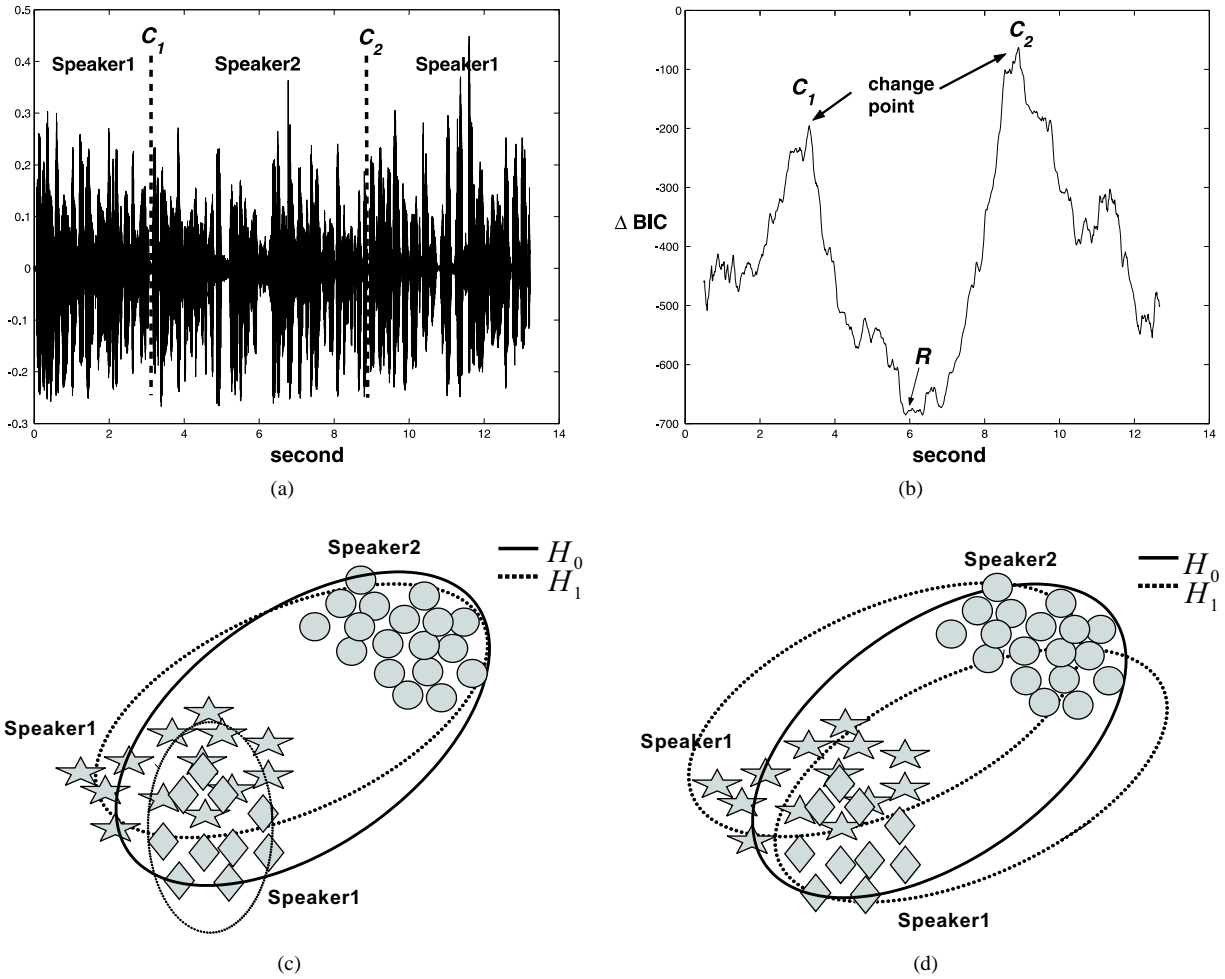 0.5
0.4
0.3
0.2
0.1
0
-0.1
-0.2
-0.3
C1
C2
Speaker1
Speaker2
Speaker1
0 2 4 6 8 10 12 14
second
(a)
0
-100
-200
-300
-400
-500
-600
-700
Δ BIC
C1
C2
change
point
R
0 2 4 6 8 10 12 14
second
(b)
Speaker2
H0
H1
Speaker1
Speaker1
(c)
Speaker2
H0
H1
Speaker1
Speaker1
(d)